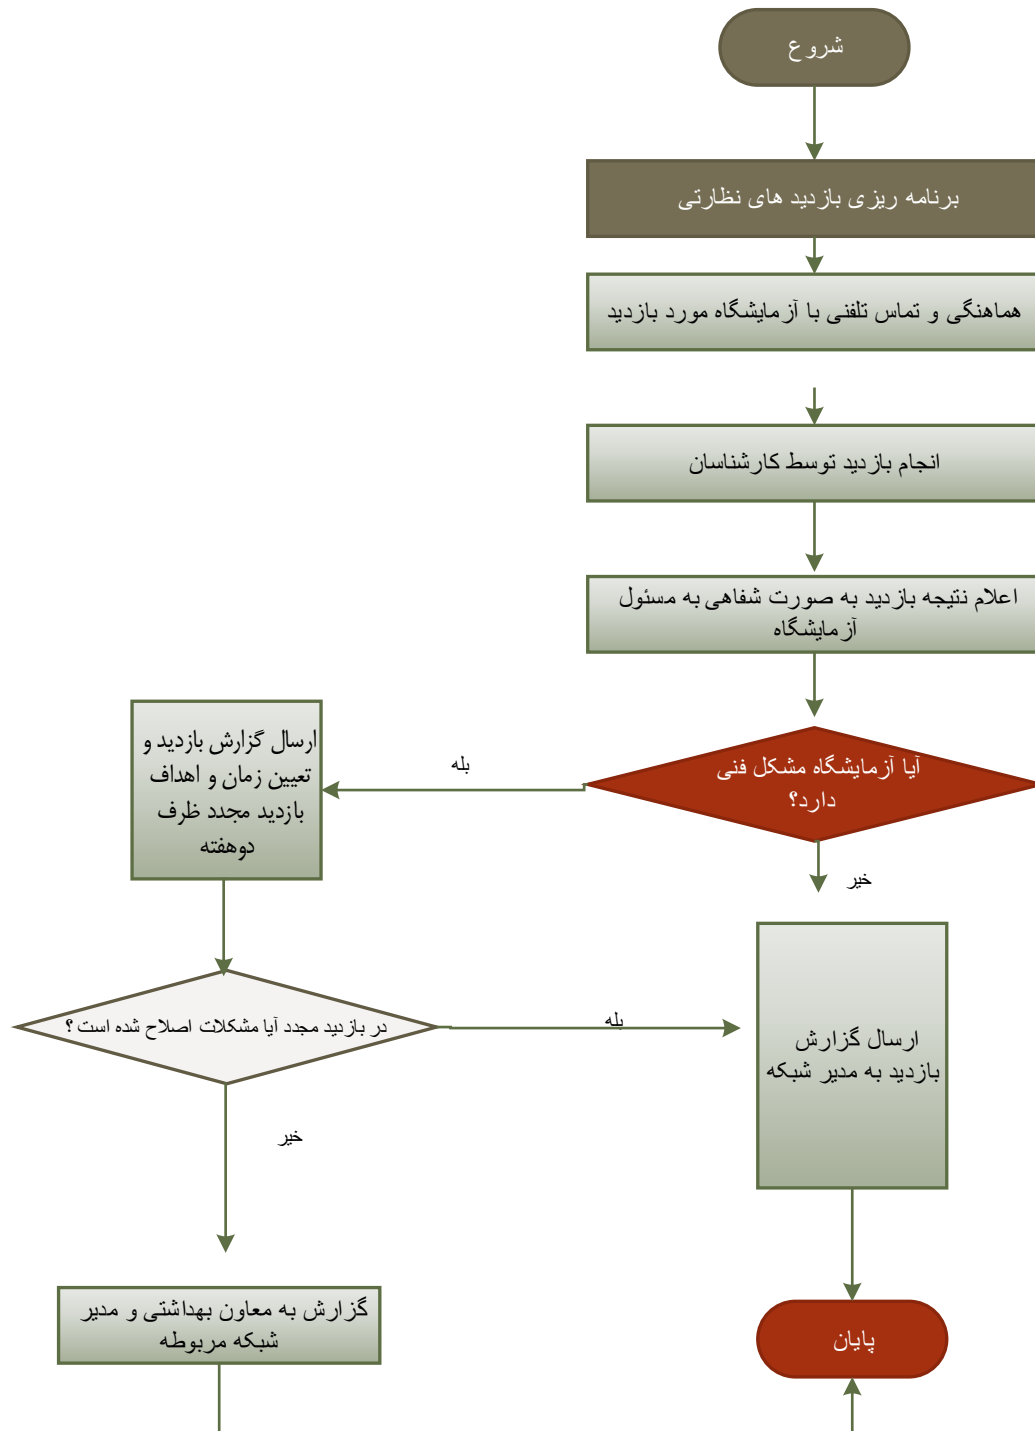 شروع
برنامه ریزی بازدید های نظارتی
هماهنگی و تماس تلفنی با آزمایشگاه مورد بازدید
انجام بازدید توسط کارشناسان
اعلام نتیجه بازدید به صورت شفاهی به مسئول
آزمایشگاه
آیا آزمایشگاه مشکل فنی
دارد؟
بله
ارسال گزارش بازدید و
تعیین زمان و اهداف
بازدید مجدد ظرف
دوهفته
خیر
در بازدید مجدد آیا مشکلات اصلاح شده است ؟
بله
ارسال گزارش
بازدید به مدیر شبکه
خیر
گزارش به معاون بهداشتی و مدیر
شبکه مربوطه
پایان